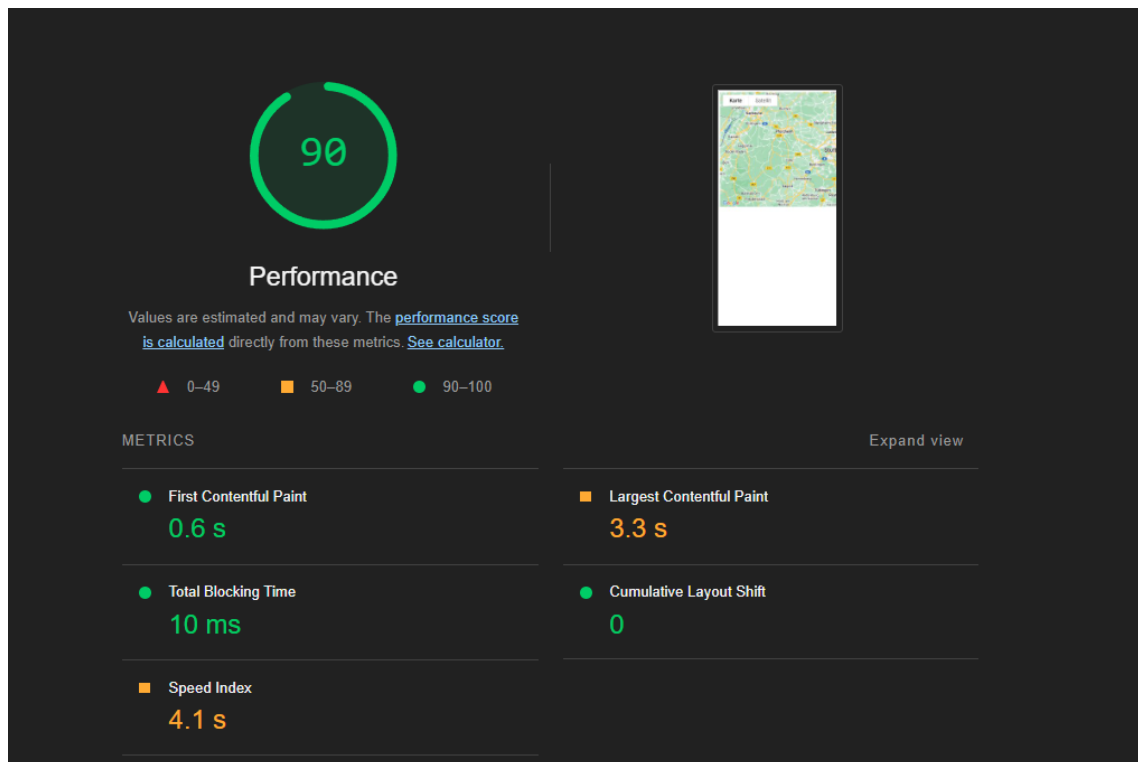 90
Performance
Values are estimated and may vary. The performance score
is calculated directly from these metrics. See calculator.
0–49
50–89
90–100
Karte
METRICS
Expand view
First Contentful Paint
0.6 s
Largest Contentful Paint
3.3 s
Total Blocking Time
10 ms
Cumulative Layout Shift
0
Speed Index
4.1 s